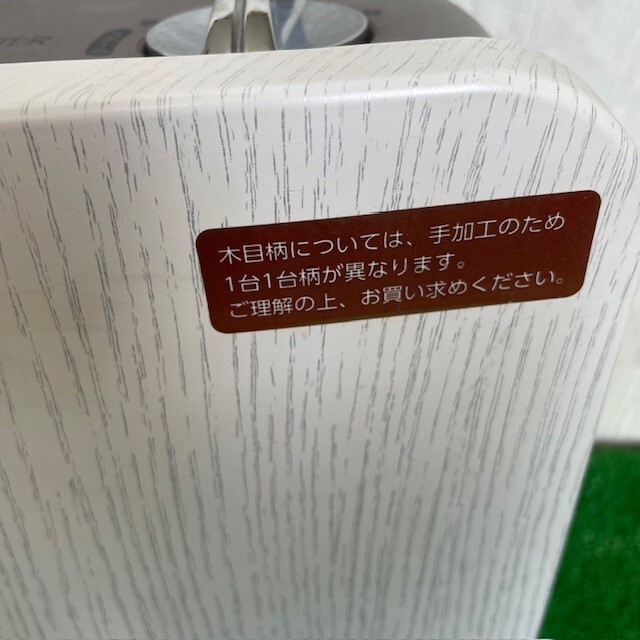 木目柄については、手加工のため
1台1台柄が異なります。
ご理解の上、お買い求めください。